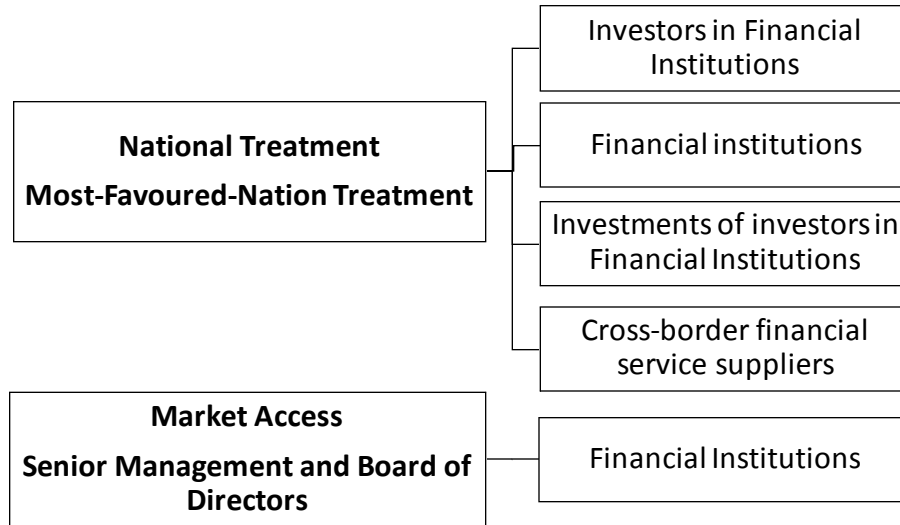 National Treatment
Most-Favoured-Nation Treatment
Investors in Financial
Institutions
Financial institutions
Investments of investors in
Financial Institutions
Cross-border financial
service suppliers
Market Access
Senior Management and Board of
Directors
Financial Institutions